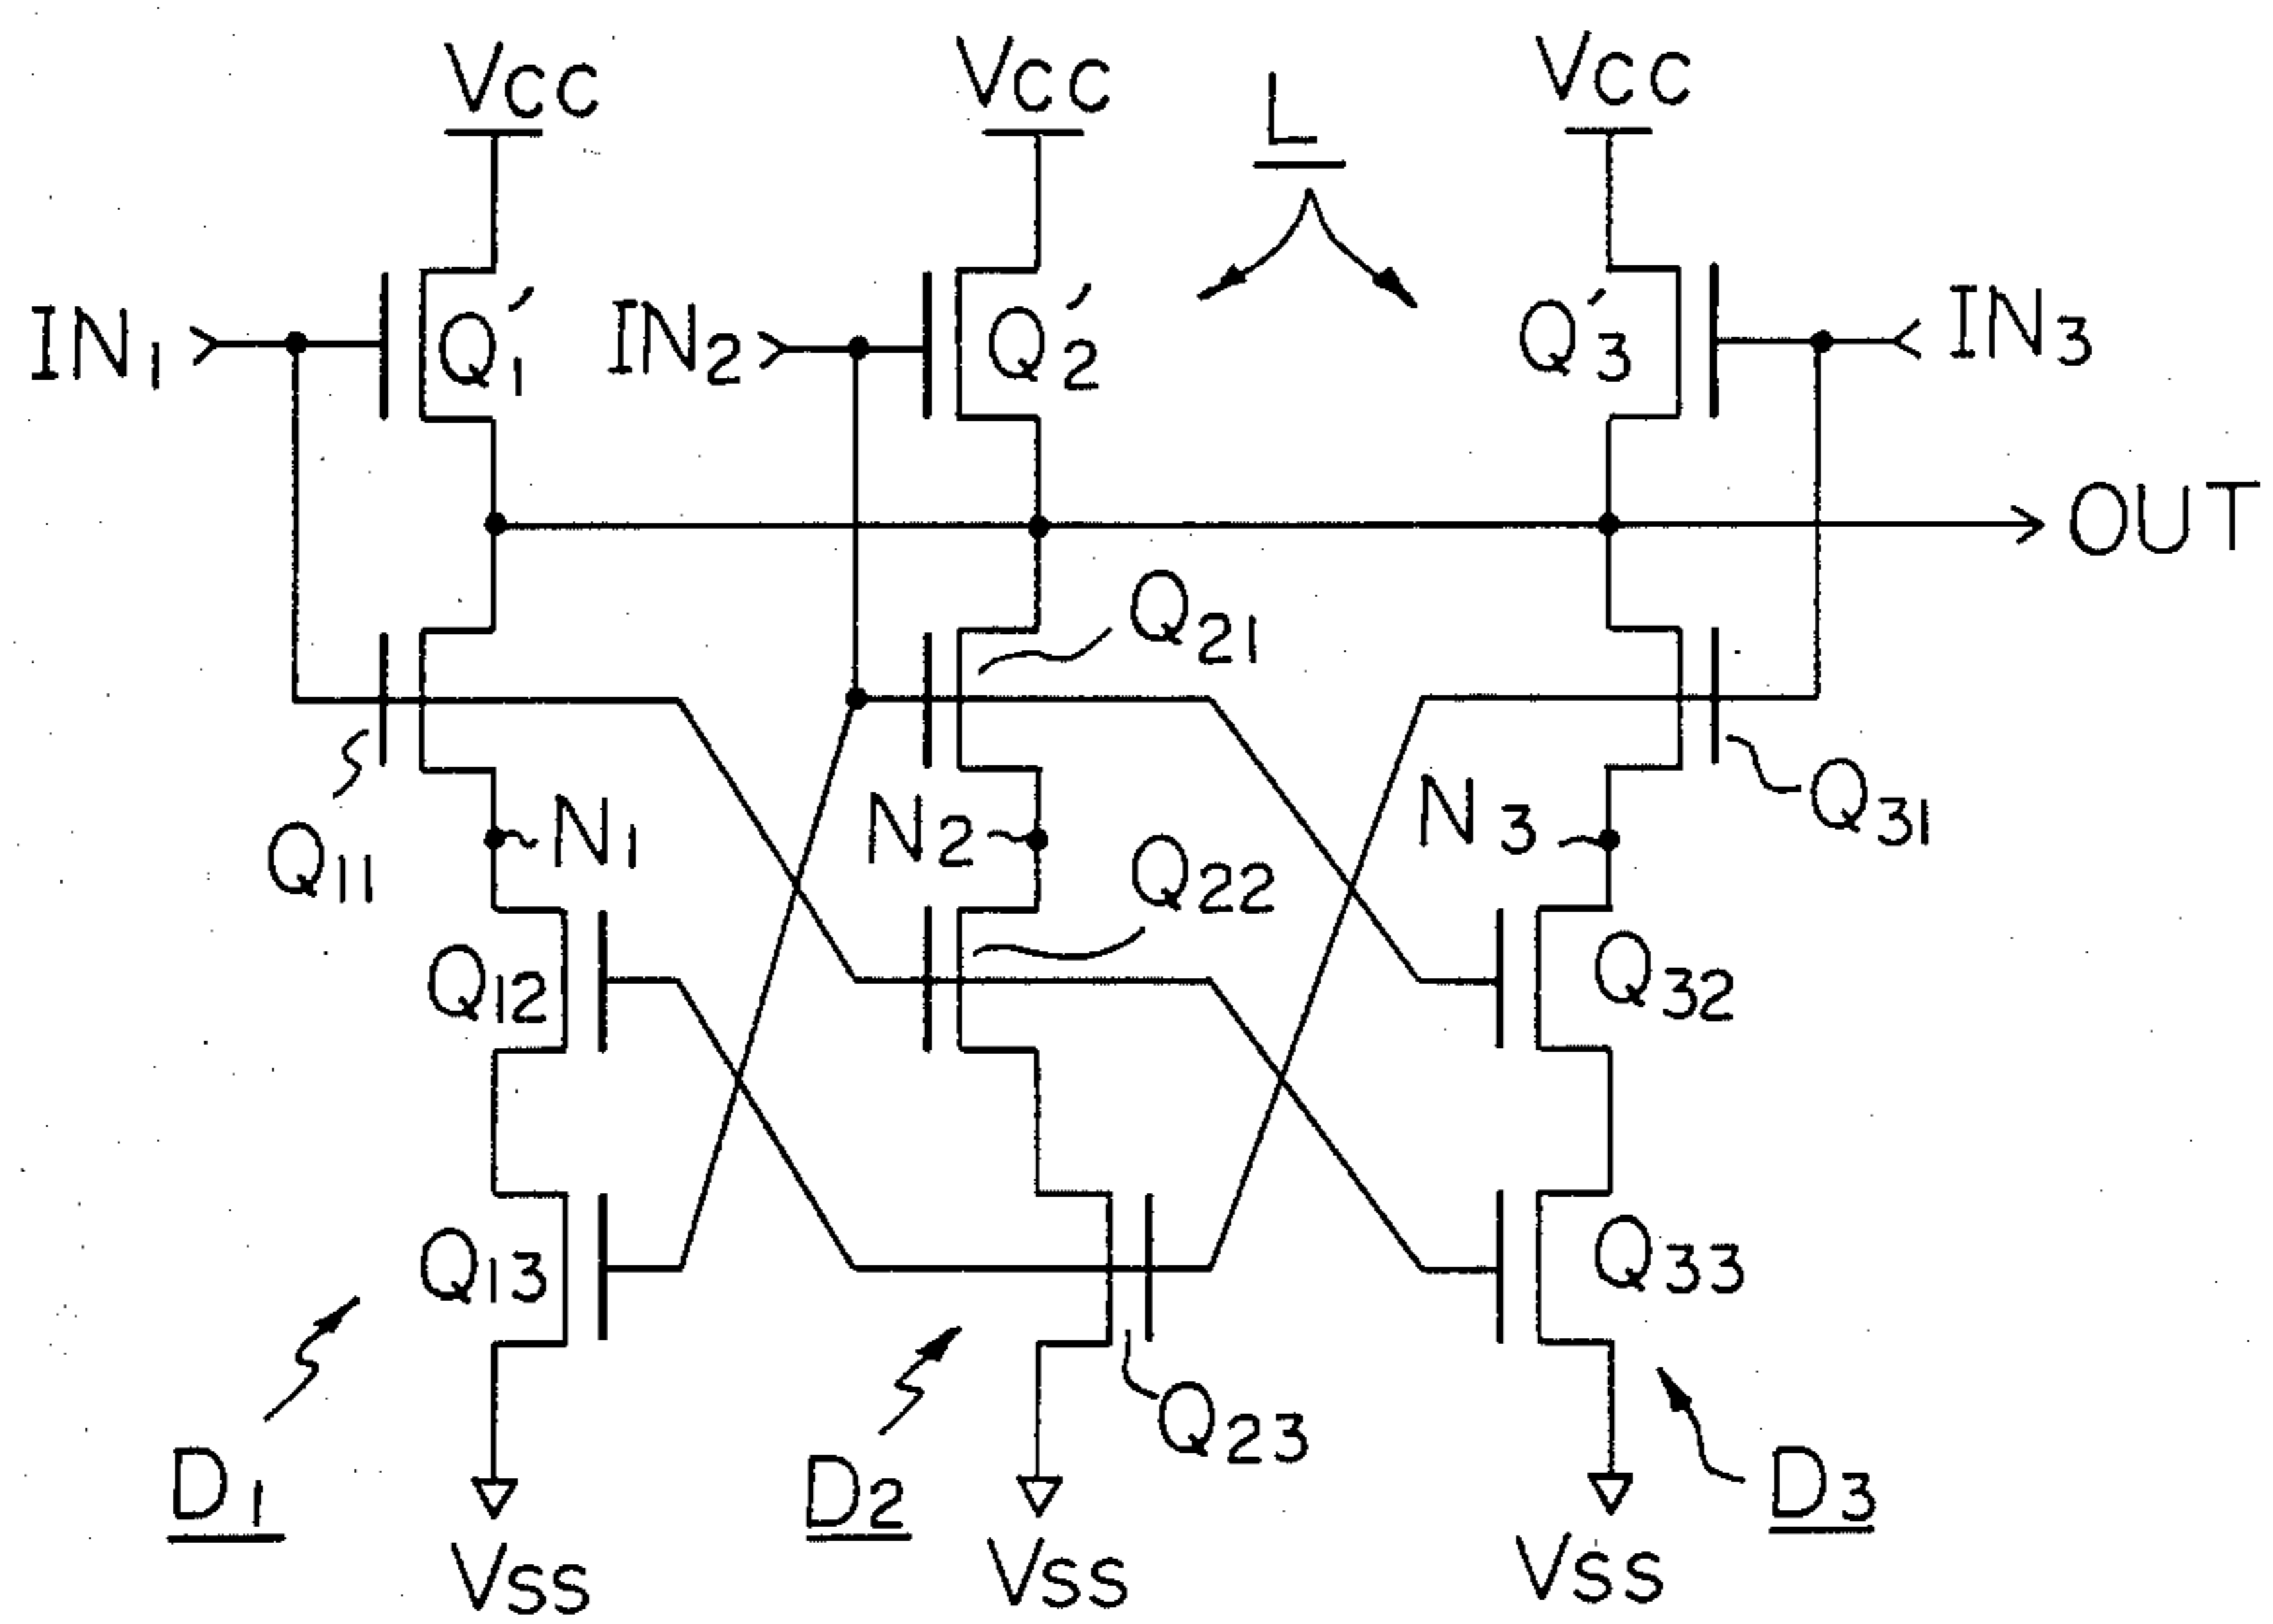 Vcc Vcc L Vcc
IN1 Q'1 IN2 Q'2 Q'3 IN3
OUT
Q21
Q11 N1 N2 N3 Q31
Q22
Q12 Q32
Q13 Q33
Q23
D1 D2 D3
Vss Vss Vss